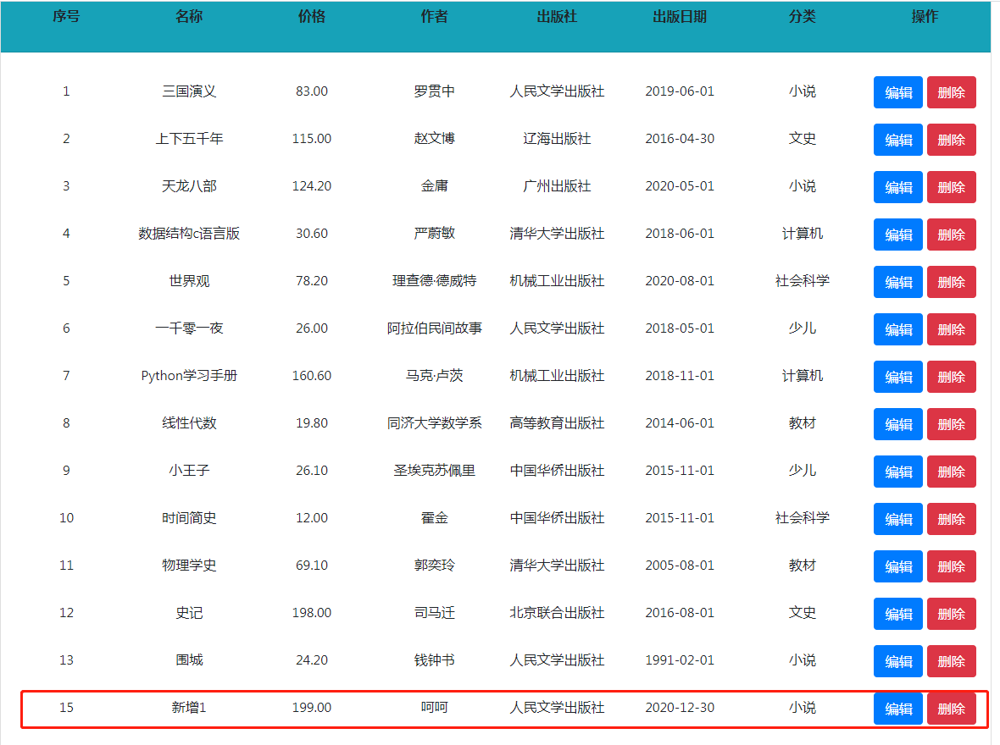 序号 名称 价格 作者 出版社 出版日期 分类 操作
1 三国演义 83.00 罗贯中 人民文学出版社 2019-06-01 小说 编辑 删除
2 上下五千年 115.00 赵文博 辽海出版社 2016-04-30 文史 编辑 删除
3 天龙八部 124.20 金庸 广州出版社 2020-05-01 小说 编辑 删除
4 数据结构c语言版 30.60 严蔚敏 清华大学出版社 2018-06-01 计算机 编辑 删除
5 世界观 78.20 理查德·德威特 机械工业出版社 2020-08-01 社会科学 编辑 删除
6 一千零一夜 26.00 阿拉伯民间故事 人民文学出版社 2018-05-01 少儿 编辑 删除
7 Python学习手册 160.60 马克·卢茨 机械工业出版社 2018-11-01 计算机 编辑 删除
8 线性代数 19.80 同济大学数学系 高等教育出版社 2014-06-01 教材 编辑 删除
9 小王子 26.10 圣埃克苏佩里 中国华侨出版社 2015-11-01 少儿 编辑 删除
10 时间简史 12.00 霍金 中国华侨出版社 2015-11-01 社会科学 编辑 删除
11 物理学史 69.10 郭奕玲 清华大学出版社 2005-08-01 教材 编辑 删除
12 史记 198.00 司马迁 北京联合出版社 2016-08-01 文史 编辑 删除
13 围城 24.20 钱钟书 人民文学出版社 1991-02-01 小说 编辑 删除
15 新增1 199.00 呵呵 人民文学出版社 2020-12-30 小说 编辑 删除